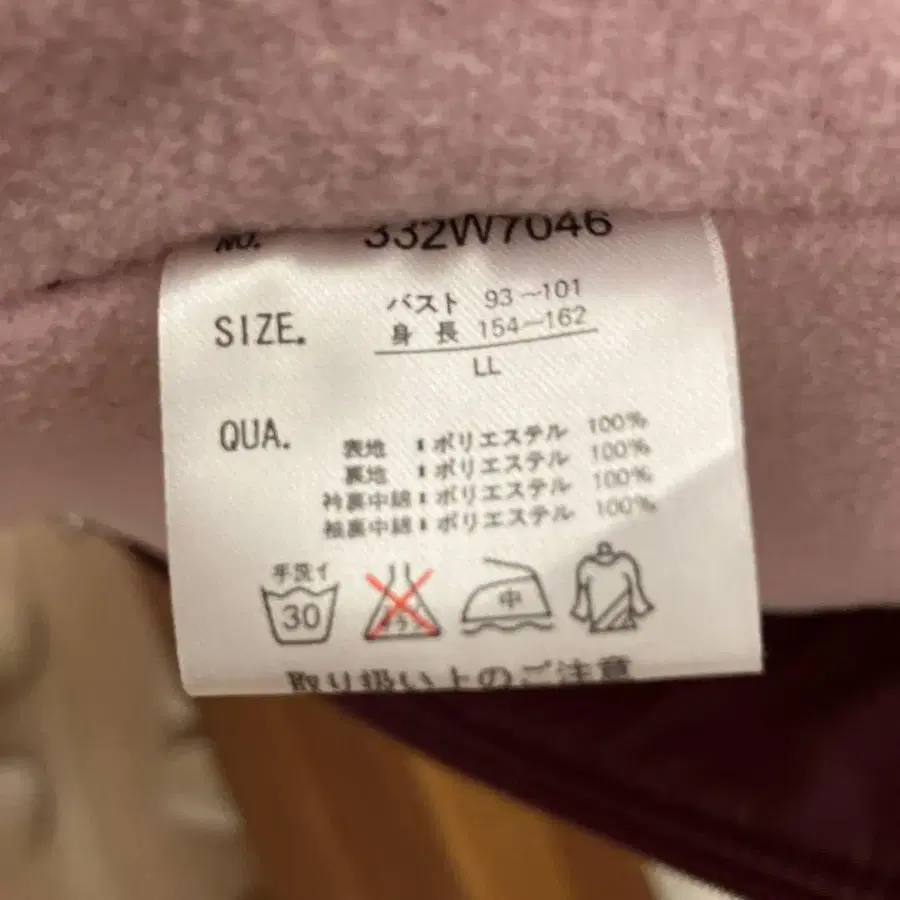 NO. 332W7046
SIZE. バスト 93〜101
身長 154〜162
LL
QUA.
表地 : ポリエステル 100%
裏地 : ポリエステル 100%
衿裏中綿 : ポリエステル 100%
袖裏中綿 : ポリエステル 100%
手洗イ
30
中
取り扱い上のご注意